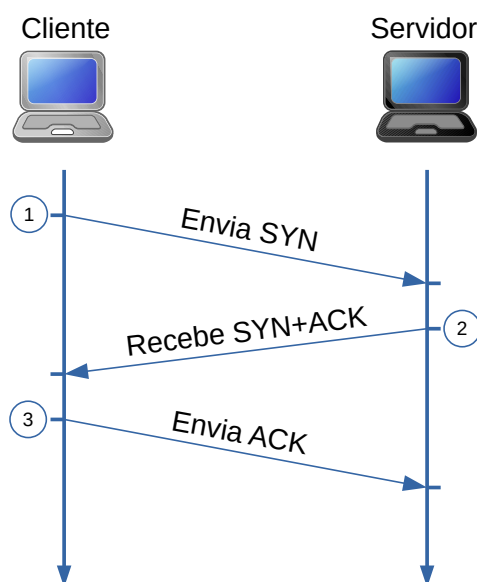 Cliente
Servidor
1
Envia SYN
Recebe SYN+ACK
2
3
Envia ACK